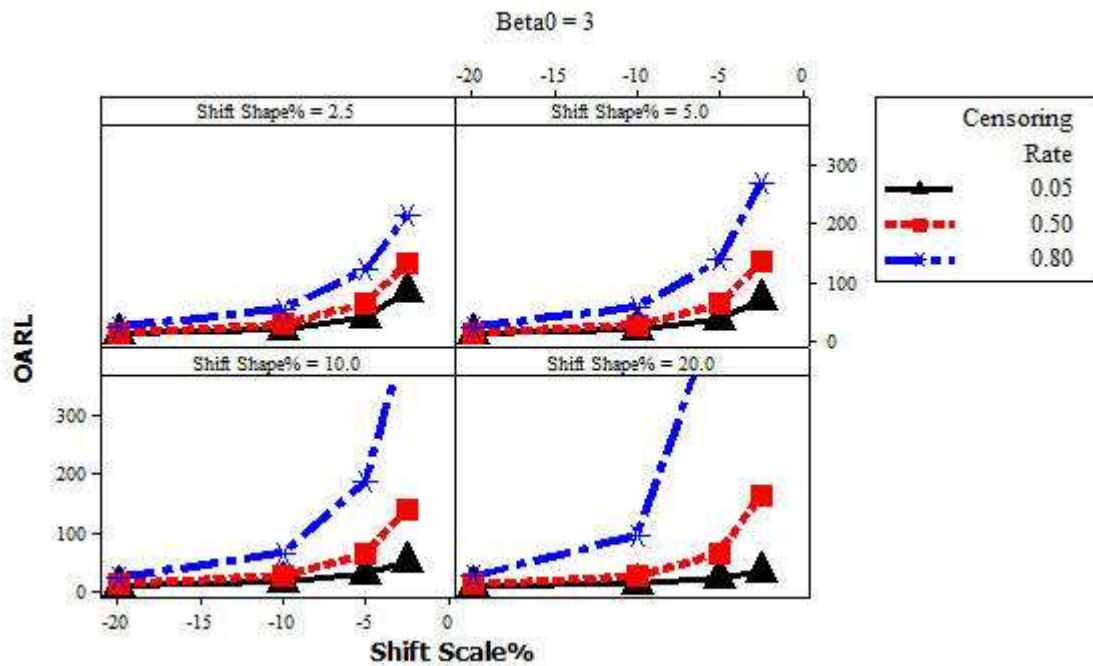 Beta0 = 3
-20 -15 -10 -5 0
Shift Shape% = 2.5 Shift Shape% = 5.0
300
200
100
0
Censoring
Rate
0.05
0.50
0.80
OARL
Shift Shape% = 10.0 Shift Shape% = 20.0
300
200
100
0
-20 -15 -10 -5 0
Shift Scale%